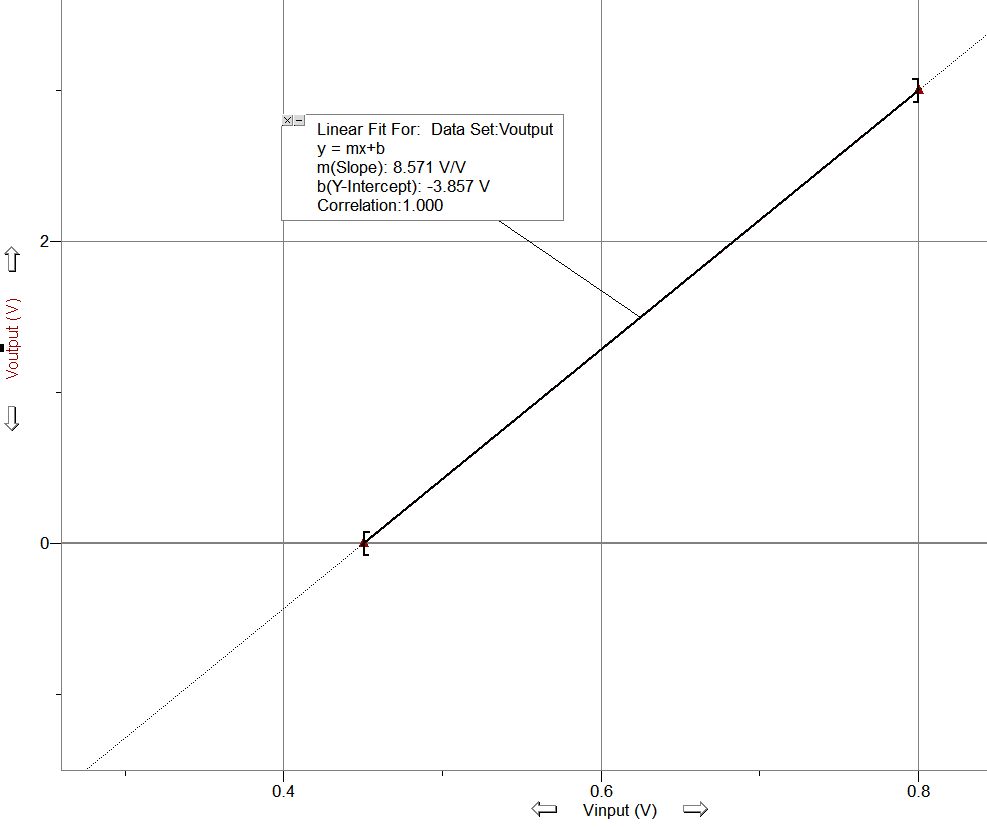 Linear Fit For:  Data Set:Voutput
y = mx+b
m(Slope): 8.571 V/V
b(Y-Intercept): -3.857 V
Correlation:1.000
2
Voutput (V)
0
0.4
0.6
0.8
Vinput (V)